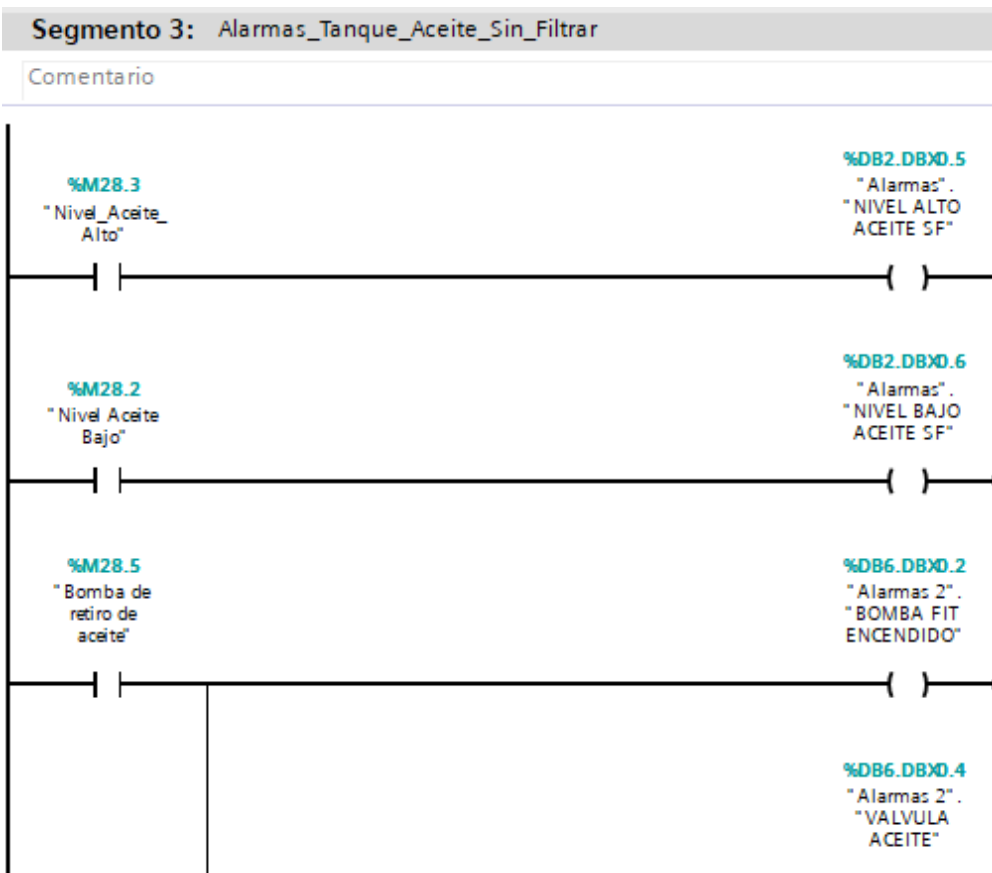 Segmento 3: Alarmas_Tanque_Aceite_Sin_Filtrar
Comentario
%M28.3
"Nivel_Aceite_
Alto"
%DB2.DBX0.5
"Alarmas".
"NIVEL ALTO
ACEITE SF"
%M28.2
"Nivel Aceite
Bajo"
%DB2.DBX0.6
"Alarmas".
"NIVEL BAJO
ACEITE SF"
%M28.5
"Bomba de
retiro de
aceite"
%DB6.DBX0.2
"Alarmas 2".
"BOMBA FIT
ENCENDIDO"
%DB6.DBX0.4
"Alarmas 2".
"VALVULA
ACEITE"